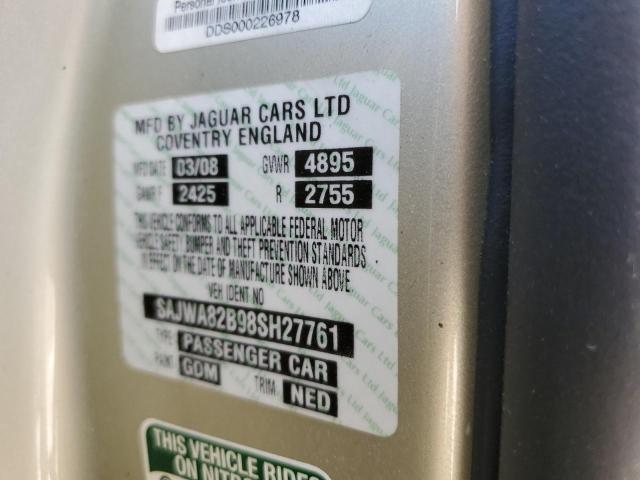 DDS000226978
MFD BY JAGUAR CARS LTD
COVENTRY ENGLAND
MFD DATE 03/08 GVWR 4895
GAWR F 2425 R 2755
THIS VEHICLE CONFORMS TO ALL APPLICABLE FEDERAL MOTOR
VEHICLE SAFETY BUMPER AND THEFT PREVENTION STANDARDS
IN EFFECT ON THE DATE OF MANUFACTURE SHOWN ABOVE
VEH IDENT NO
SAJWA82B98SH27761
TYPE PASSENGER CAR
PAINT GDM TRIM NED
THIS VEHICLE RIDES